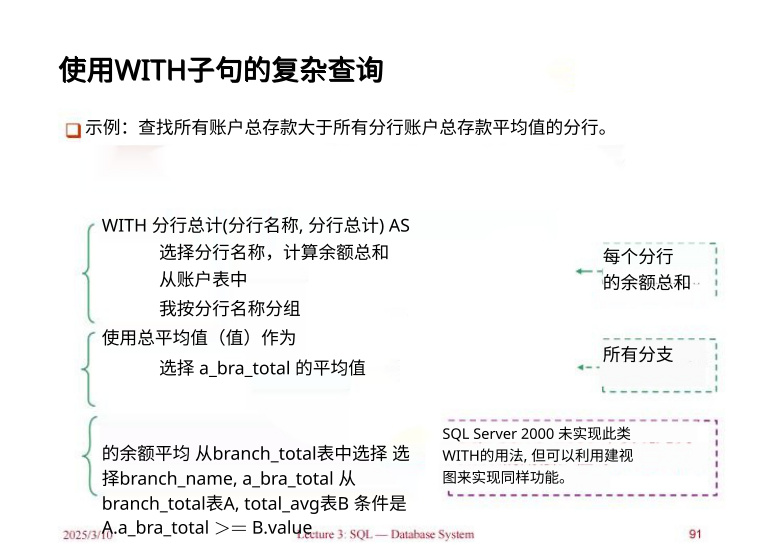 使用WITH子句的复杂查询
示例：查找所有账户总存款大于所有分行账户总存款平均值的分行。
WITH 分行总计(分行名称, 分行总计) AS
选择分行名称，计算余额总和
从账户表中
我按分行名称分组
每个分行
的余额总和
使用总平均值（值）作为
选择 a_bra_total 的平均值
所有分支
的余额平均 从branch_total表中选择 选
择branch_name, a_bra_total 从
branch_total表A, total_avg表B 条件是
A.a_bra_total >= B.value
SQL Server 2000 未实现此类
WITH的用法, 但可以利用建视
图来实现同样功能。
2025/3/10
Lecture 3: SQL — Database System
91